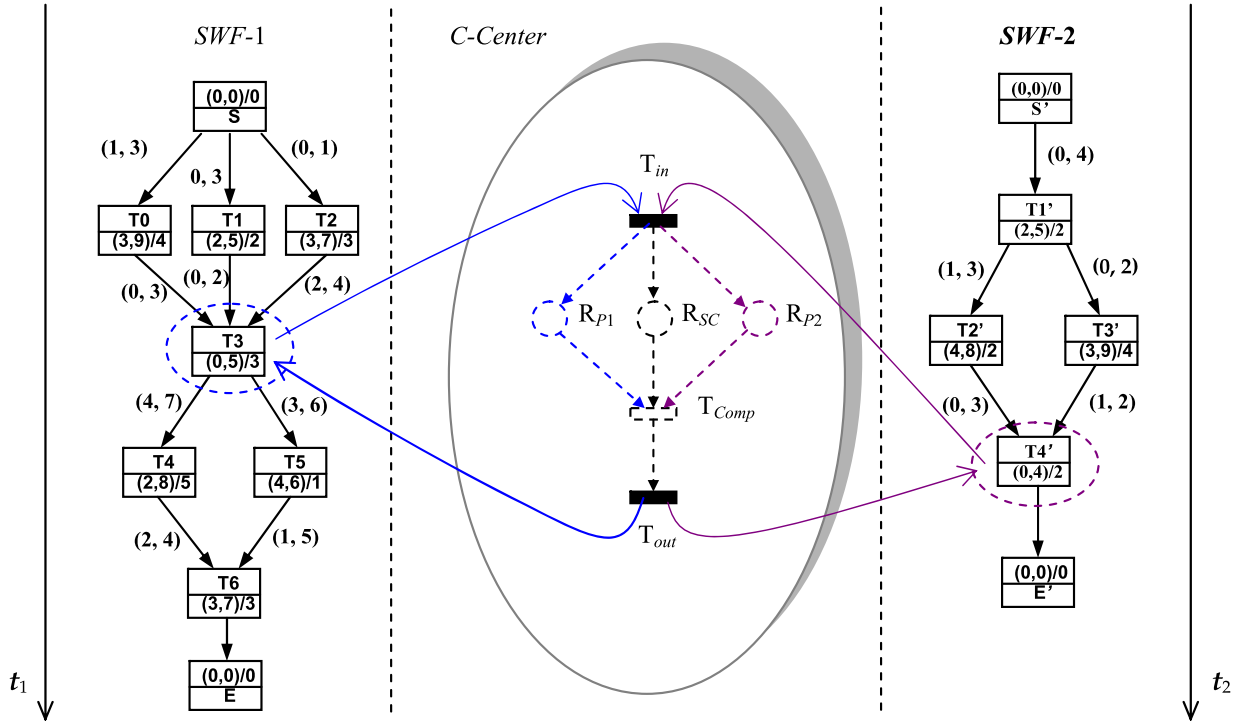 SWF-1
C-Center
SWF-2
(0,0)/0
S
(0,0)/0
S'
(1, 3)
0, 3
(0, 1)
(0, 4)
T0
(3,9)/4
T1
(2,5)/2
T2
(3,7)/3
T1'
(2,5)/2
Tin
(0, 3)
(0, 2)
(2, 4)
(1, 3)
(0, 2)
RP1
RSC
RP2
T3
(0,5)/3
T2'
(4,8)/2
T3'
(3,9)/4
(4, 7)
(3, 6)
TComp
(0, 3)
(1, 2)
T4
(2,8)/5
T5
(4,6)/1
T4'
(0,4)/2
(2, 4)
(1, 5)
Tout
T6
(3,7)/3
(0,0)/0
E'
(0,0)/0
E
t1
t2